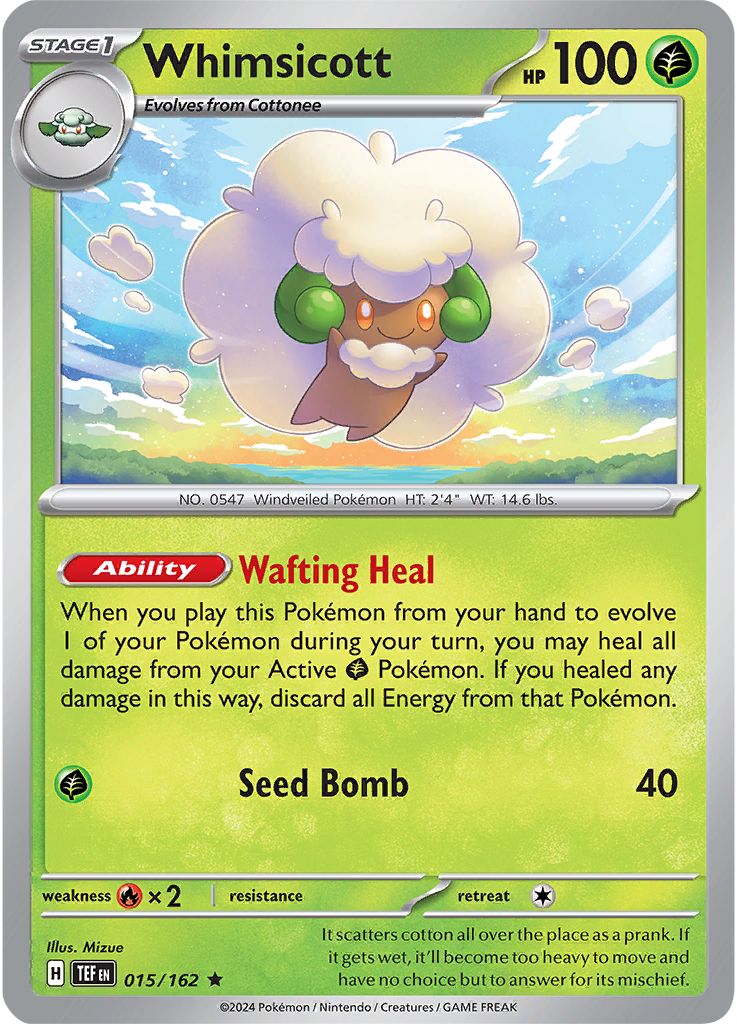 STAGE1
Whimsicott
HP 100
Evolves from Cottonee
NO. 0547 Windveiled Pokémon HT: 2'4" WT: 14.6 lbs.
Ability Wafting Heal
When you play this Pokémon from your hand to evolve
1 of your Pokémon during your turn, you may heal all
damage from your Active Pokémon. If you healed any
damage in this way, discard all Energy from that Pokémon.
Seed Bomb 40
weakness ×2 resistance retreat
Illus. Mizue
H TEF EN 015/162 ★
It scatters cotton all over the place as a prank. If
it gets wet, it'll become too heavy to move and
have no choice but to answer for its mischief.
©2024 Pokémon / Nintendo / Creatures / GAME FREAK